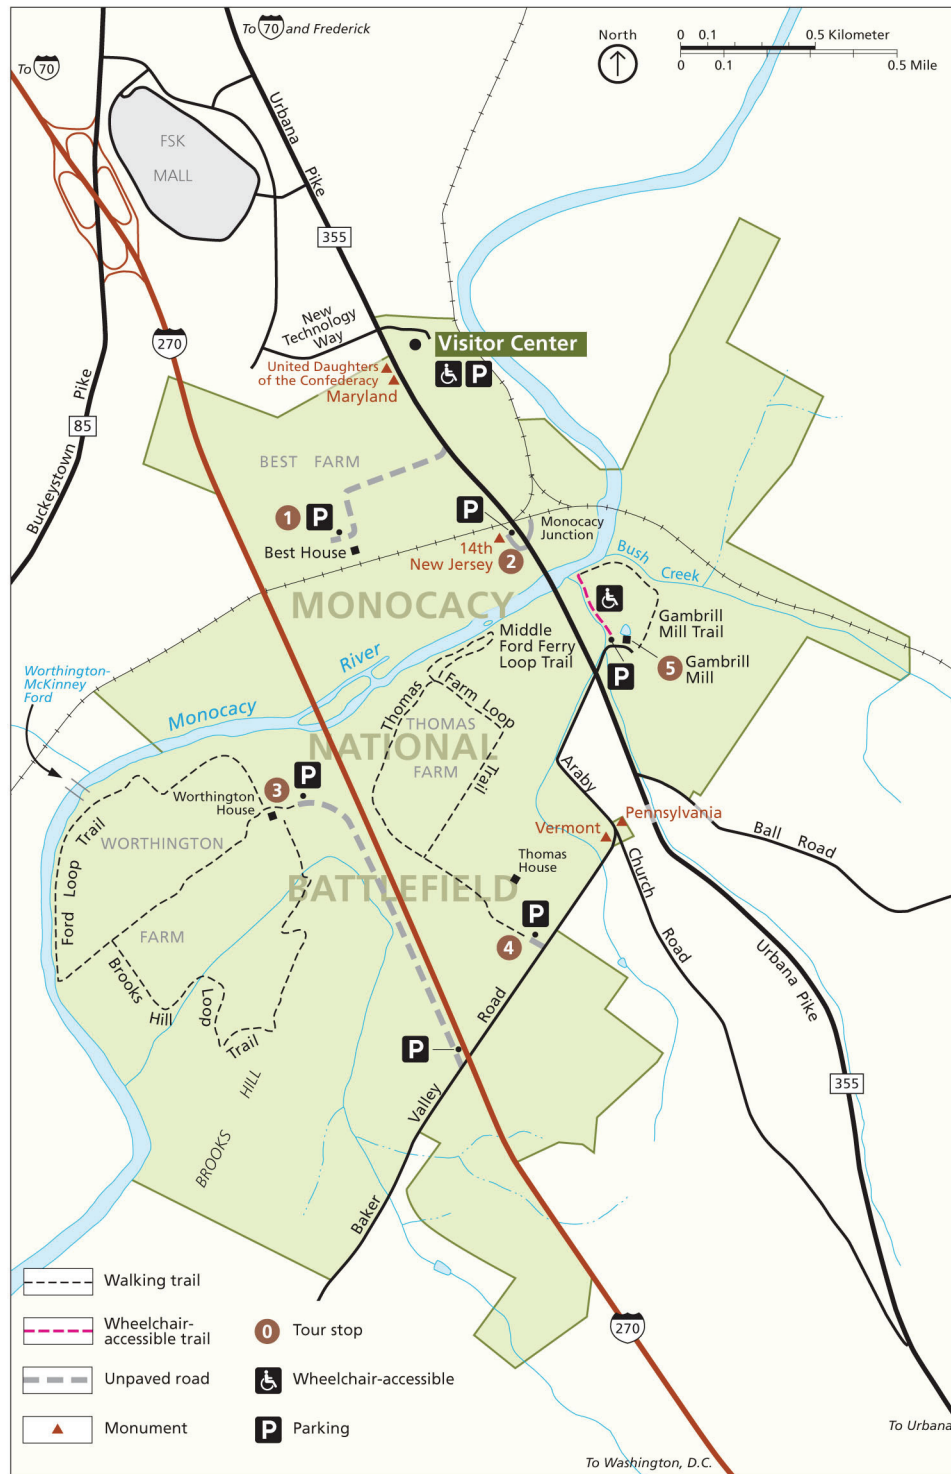 To 70 and Frederick
To 70
North
0 0.1 0.5 Kilometer
0 0.1 0.5 Mile
FSK
MALL
Urbana
Pike
355
270
New
Technology
Way
Visitor Center
P
United Daughters
of the Confederacy
Maryland
Buckeystown
Pike
85
BEST FARM
1
P
Best House
P
14th
New Jersey
2
Monocacy
Junction
Bush
Creek
MONOCACY
Gambrill
Mill Trail
5
Gambrill
Mill
P
Middle
Ford Ferry
Loop Trail
Worthington-
McKinney
Ford
Monocacy
River
Thomas
Farm Loop
Trail
THOMAS
NATIONAL
FARM
Araby
Church
Road
3
P
Worthington
House
Vermont
Pennsylvania
Ball Road
WORTHINGTON
FARM
Ford Loop
Trail
Thomas
House
BATTLEFIELD
P
4
Brooks
Hill
Loop
Trail
P
Baker
Valley
Road
Urbana Pike
355
BROOKS
HILL
Walking trail
Wheelchair-
accessible trail
Unpaved road
Monument
0 Tour stop
Wheelchair-accessible
P Parking
270
To Urbana
To Washington, D.C.